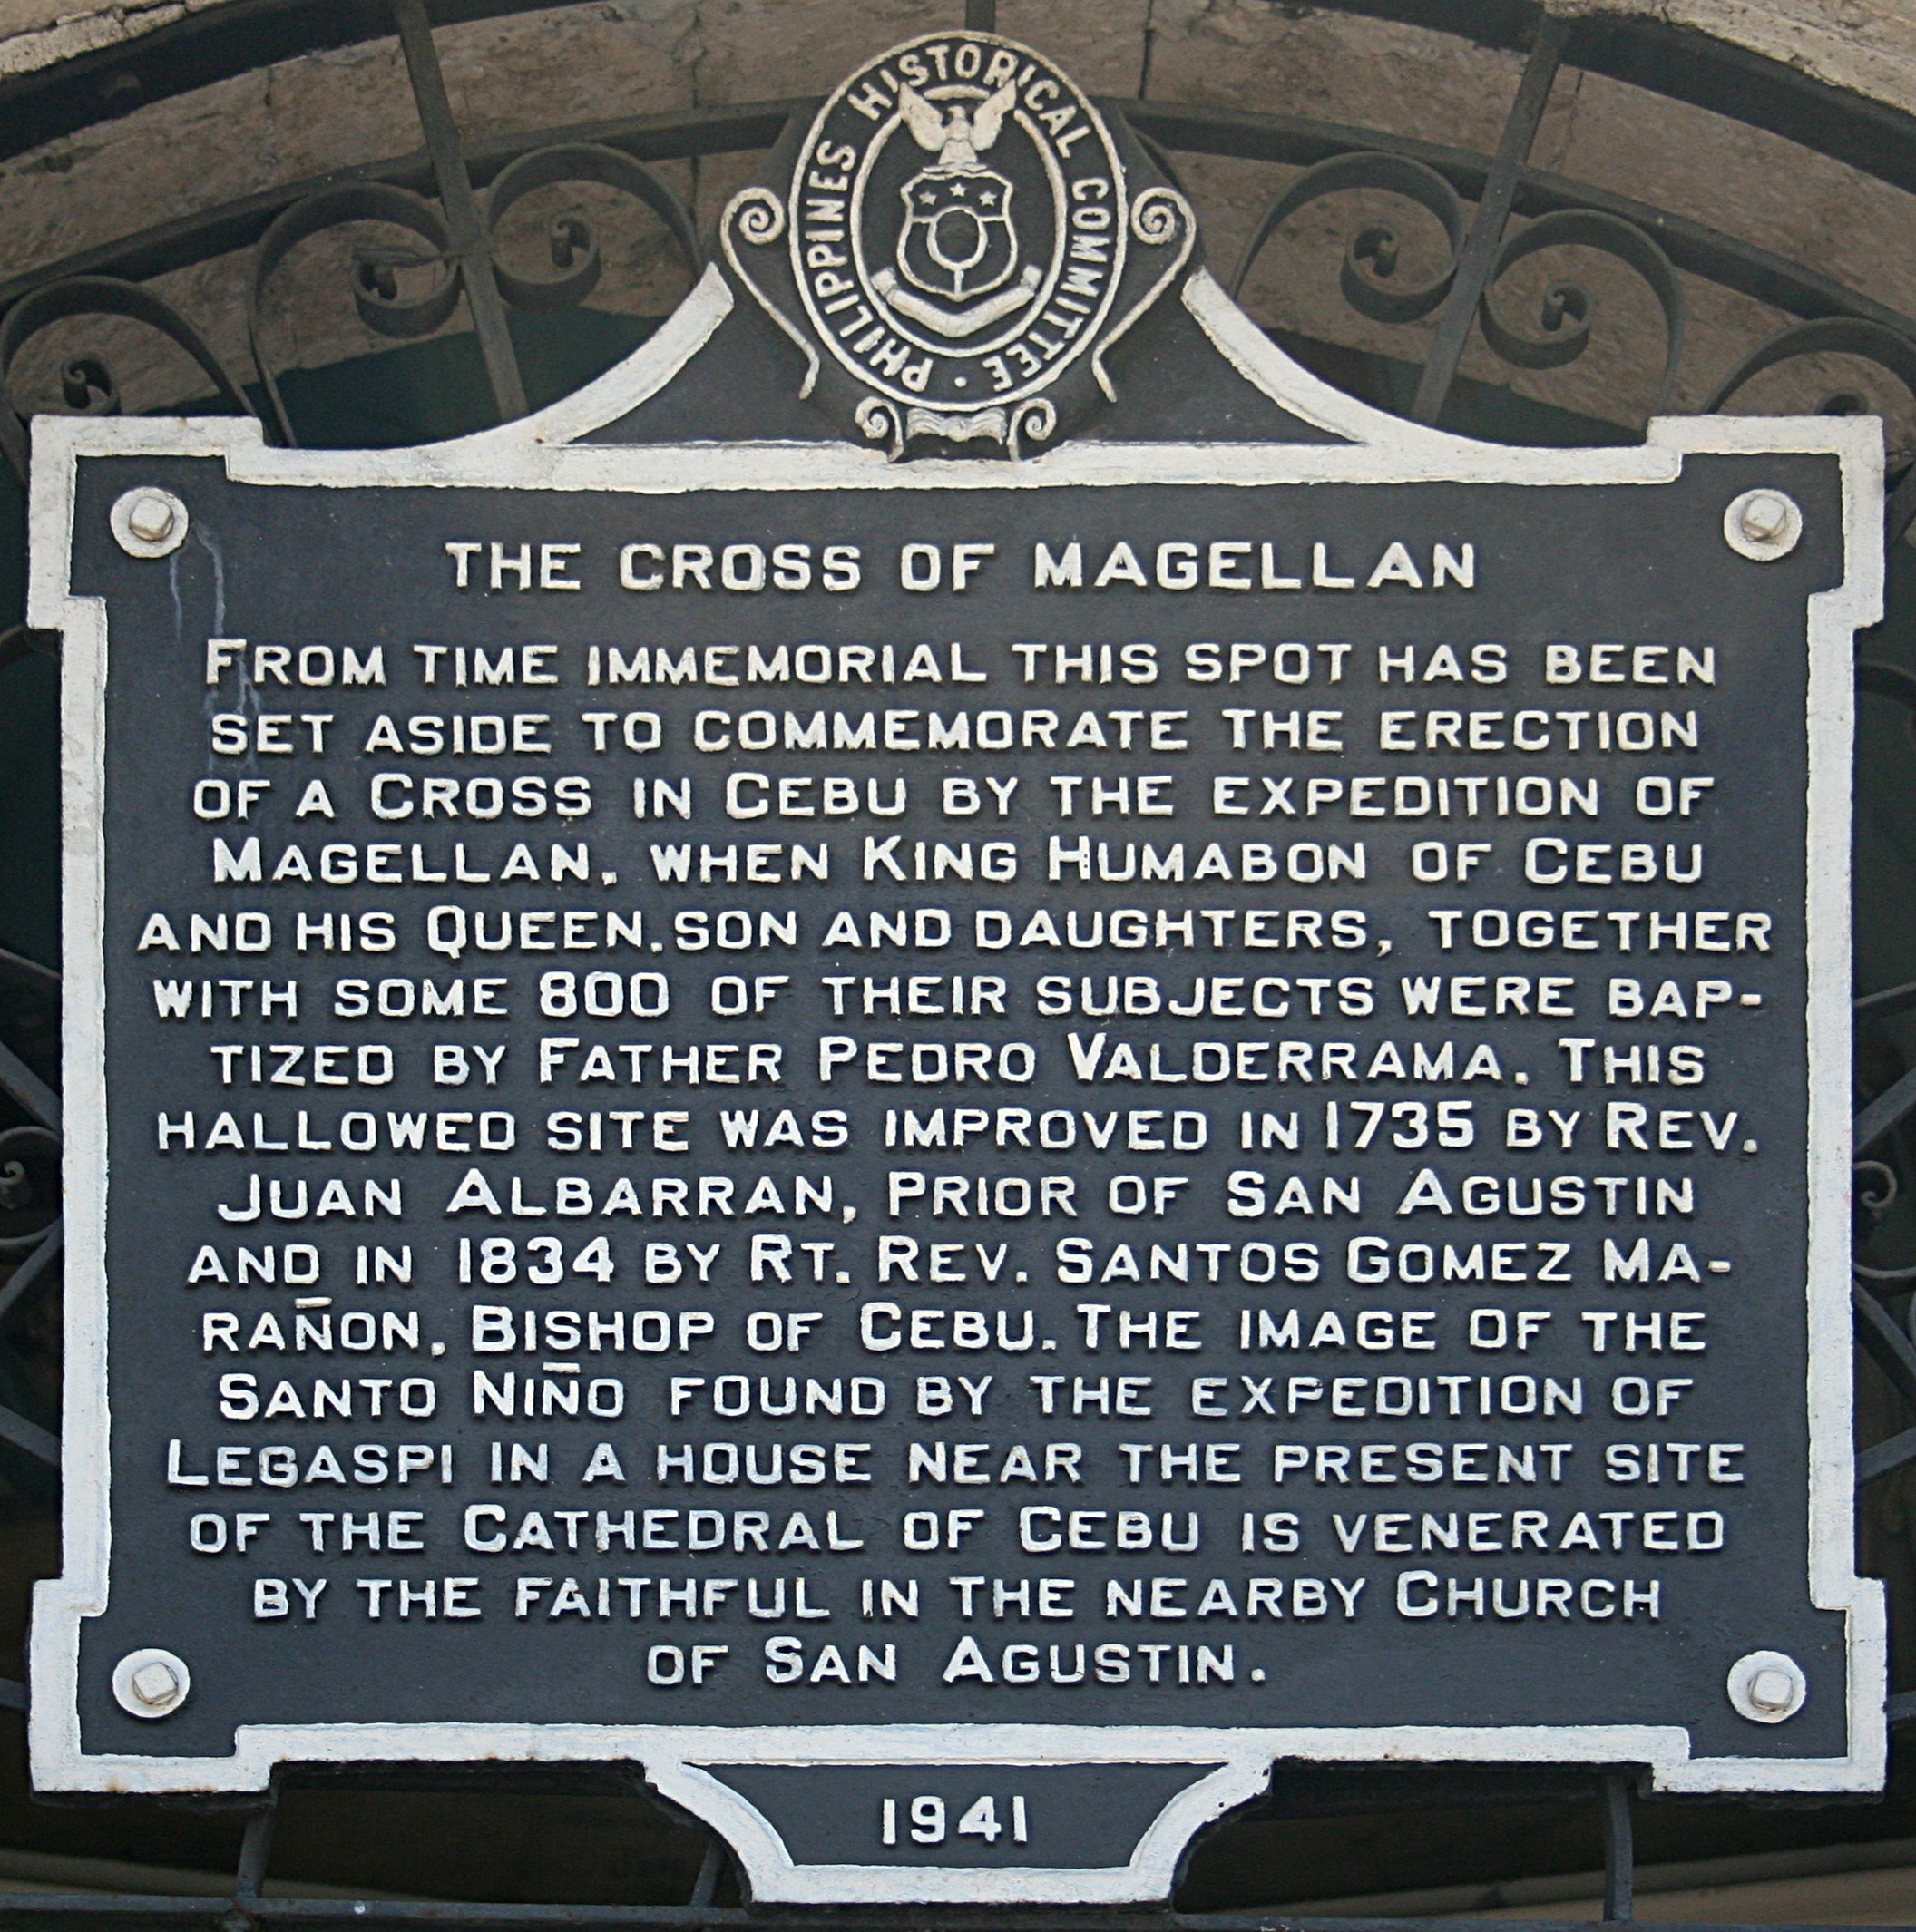 PHILIPPINES HISTORICAL COMMITTEE ·
THE CROSS OF MAGELLAN
FROM TIME IMMEMORIAL THIS SPOT HAS BEEN
SET ASIDE TO COMMEMORATE THE ERECTION
OF A CROSS IN CEBU BY THE EXPEDITION OF
MAGELLAN, WHEN KING HUMABON OF CEBU
AND HIS QUEEN, SON AND DAUGHTERS, TOGETHER
WITH SOME 800 OF THEIR SUBJECTS WERE BAP-
TIZED BY FATHER PEDRO VALDERRAMA. THIS
HALLOWED SITE WAS IMPROVED IN 1735 BY REV.
JUAN ALBARRAN, PRIOR OF SAN AGUSTIN
AND IN 1834 BY RT. REV. SANTOS GOMEZ MA-
RAÑON, BISHOP OF CEBU. THE IMAGE OF THE
SANTO NIÑO FOUND BY THE EXPEDITION OF
LEGASPI IN A HOUSE NEAR THE PRESENT SITE
OF THE CATHEDRAL OF CEBU IS VENERATED
BY THE FAITHFUL IN THE NEARBY CHURCH
OF SAN AGUSTIN.
1941